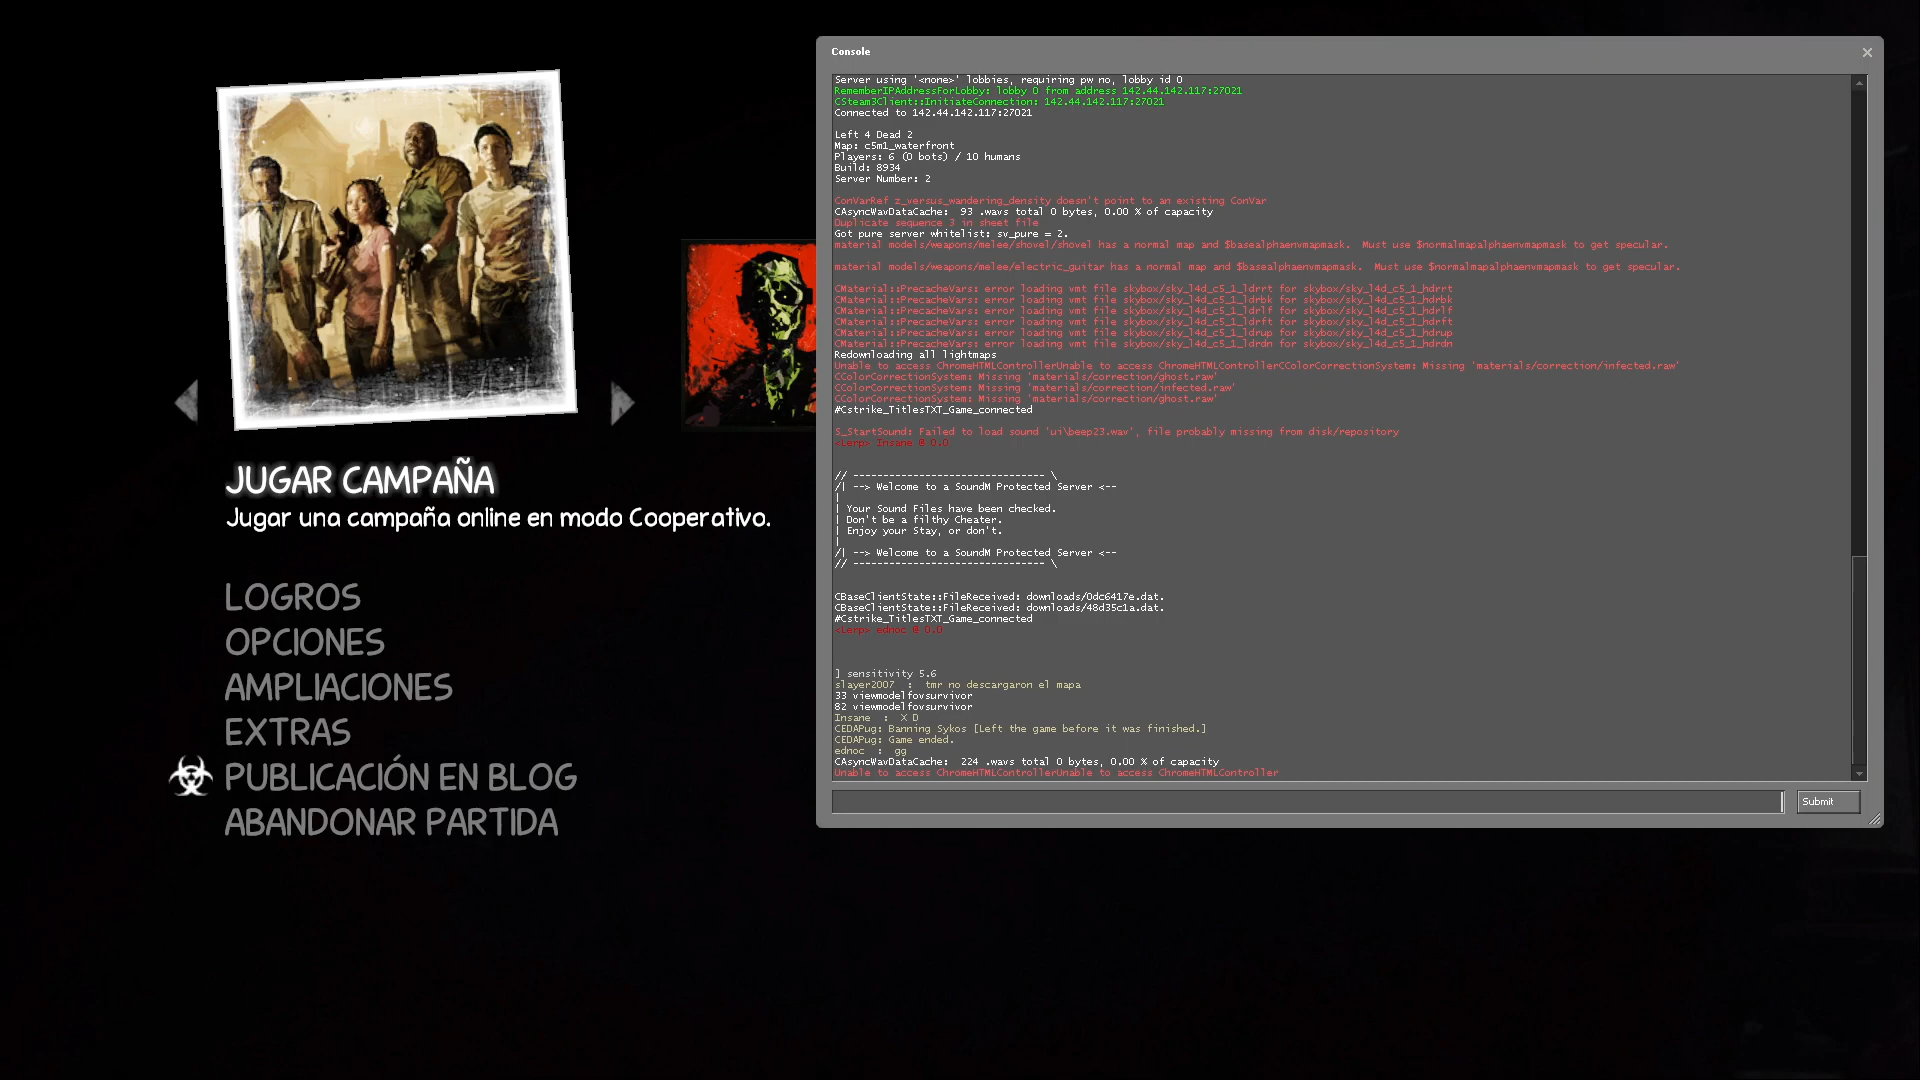 JUGAR CAMPAÑA
Jugar una campaña online en modo Cooperativo.
LOGROS
OPCIONES
AMPLIACIONES
EXTRAS
PUBLICACIÓN EN BLOG
ABANDONAR PARTIDA
Console
Server using '<none>' lobbies, requiring pw no, lobby id 0
RememberIPAddressForLobby: lobby 0 from address 142.44.142.117:27021
CSteam3Client::InitiateConnection: 142.44.142.117:27021
Connected to 142.44.142.117:27021
Left 4 Dead 2
Map: c5m1_waterfront
Players: 6 (0 bots) / 10 humans
Build: 8934
Server Number: 2
ConVarRef z_versus_wandering_density doesn't point to an existing ConVar
CAsyncWavDataCache:  93 .wavs total 0 bytes, 0.00 % of capacity
Duplicate sequence 3 in sheet file
Got pure server whitelist: sv_pure = 2.
material models/weapons/melee/shovel/shovel has a normal map and $basealphaenvmapmask.  Must use $normalmapalphaenvmapmask to get specular.
material models/weapons/melee/electric_guitar has a normal map and $basealphaenvmapmask.  Must use $normalmapalphaenvmapmask to get specular.
CMaterial::PrecacheVars: error loading vmt file skybox/sky_l4d_c5_1_ldrrt for skybox/sky_l4d_c5_1_hdrrt
CMaterial::PrecacheVars: error loading vmt file skybox/sky_l4d_c5_1_ldrbk for skybox/sky_l4d_c5_1_hdrbk
CMaterial::PrecacheVars: error loading vmt file skybox/sky_l4d_c5_1_ldrlf for skybox/sky_l4d_c5_1_hdrlf
CMaterial::PrecacheVars: error loading vmt file skybox/sky_l4d_c5_1_ldrft for skybox/sky_l4d_c5_1_hdrft
CMaterial::PrecacheVars: error loading vmt file skybox/sky_l4d_c5_1_ldrup for skybox/sky_l4d_c5_1_hdrup
CMaterial::PrecacheVars: error loading vmt file skybox/sky_l4d_c5_1_ldrdn for skybox/sky_l4d_c5_1_hdrdn
Redownloading all lightmaps
Unable to access ChromeHTMLControllerUnable to access ChromeHTMLControllerCColorCorrectionSystem: Missing 'materials/correction/infected.raw'
CColorCorrectionSystem: Missing 'materials/correction/ghost.raw'
CColorCorrectionSystem: Missing 'materials/correction/infected.raw'
CColorCorrectionSystem: Missing 'materials/correction/ghost.raw'
#Cstrike_TitlesTXT_Game_connected
S_StartSound: Failed to load sound 'ui\beep23.wav', file probably missing from disk/repository
<Lerp> Insane @ 0.0
// -------------------------------- \
/| --> Welcome to a SoundM Protected Server <--
|
| Your Sound Files have been checked.
| Don't be a filthy Cheater.
| Enjoy your Stay, or don't.
|
/| --> Welcome to a SoundM Protected Server <--
// -------------------------------- \
CBaseClientState::FileReceived: downloads/0dc6417e.dat.
CBaseClientState::FileReceived: downloads/48d35c1a.dat.
#Cstrike_TitlesTXT_Game_connected
<Lerp> ednoc @ 0.0
] sensitivity 5.6
slayer2007  :  tmr no descargaron el mapa
33 viewmodelfovsurvivor
82 viewmodelfovsurvivor
Insane  :  X D
CEDAPug: Banning Sykos [Left the game before it was finished.]
CEDAPug: Game ended.
ednoc  :  gg
CAsyncWavDataCache:  224 .wavs total 0 bytes, 0.00 % of capacity
Unable to access ChromeHTMLControllerUnable to access ChromeHTMLController
Submit